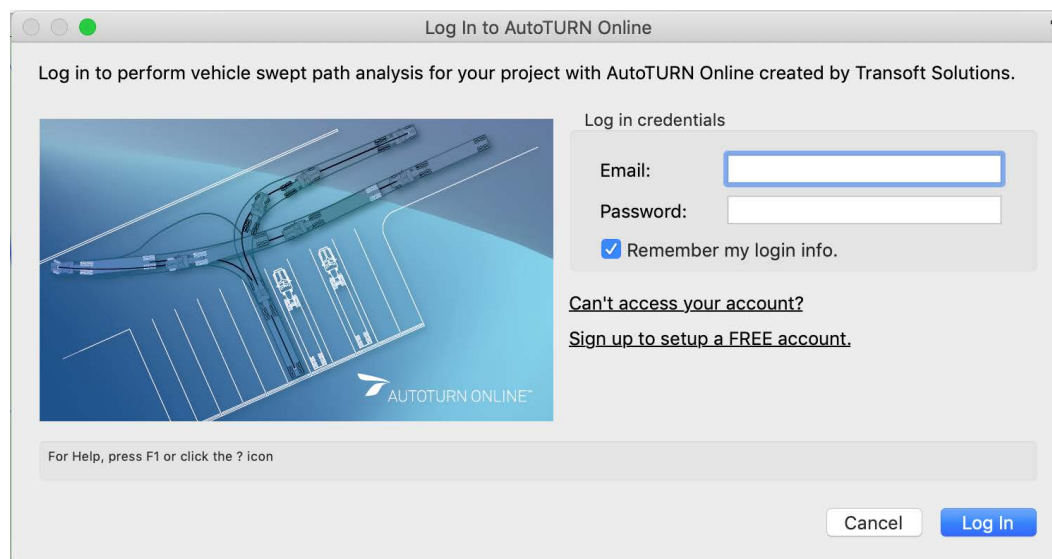 Log In to AutoTURN Online
Log in to perform vehicle swept path analysis for your project with AutoTURN Online created by Transoft Solutions.
Log in credentials
Email:
Password:
Remember my login info.
Can't access your account?
Sign up to setup a FREE account.
AUTOTURN ONLINE™
For Help, press F1 or click the ? icon
Cancel
Log In